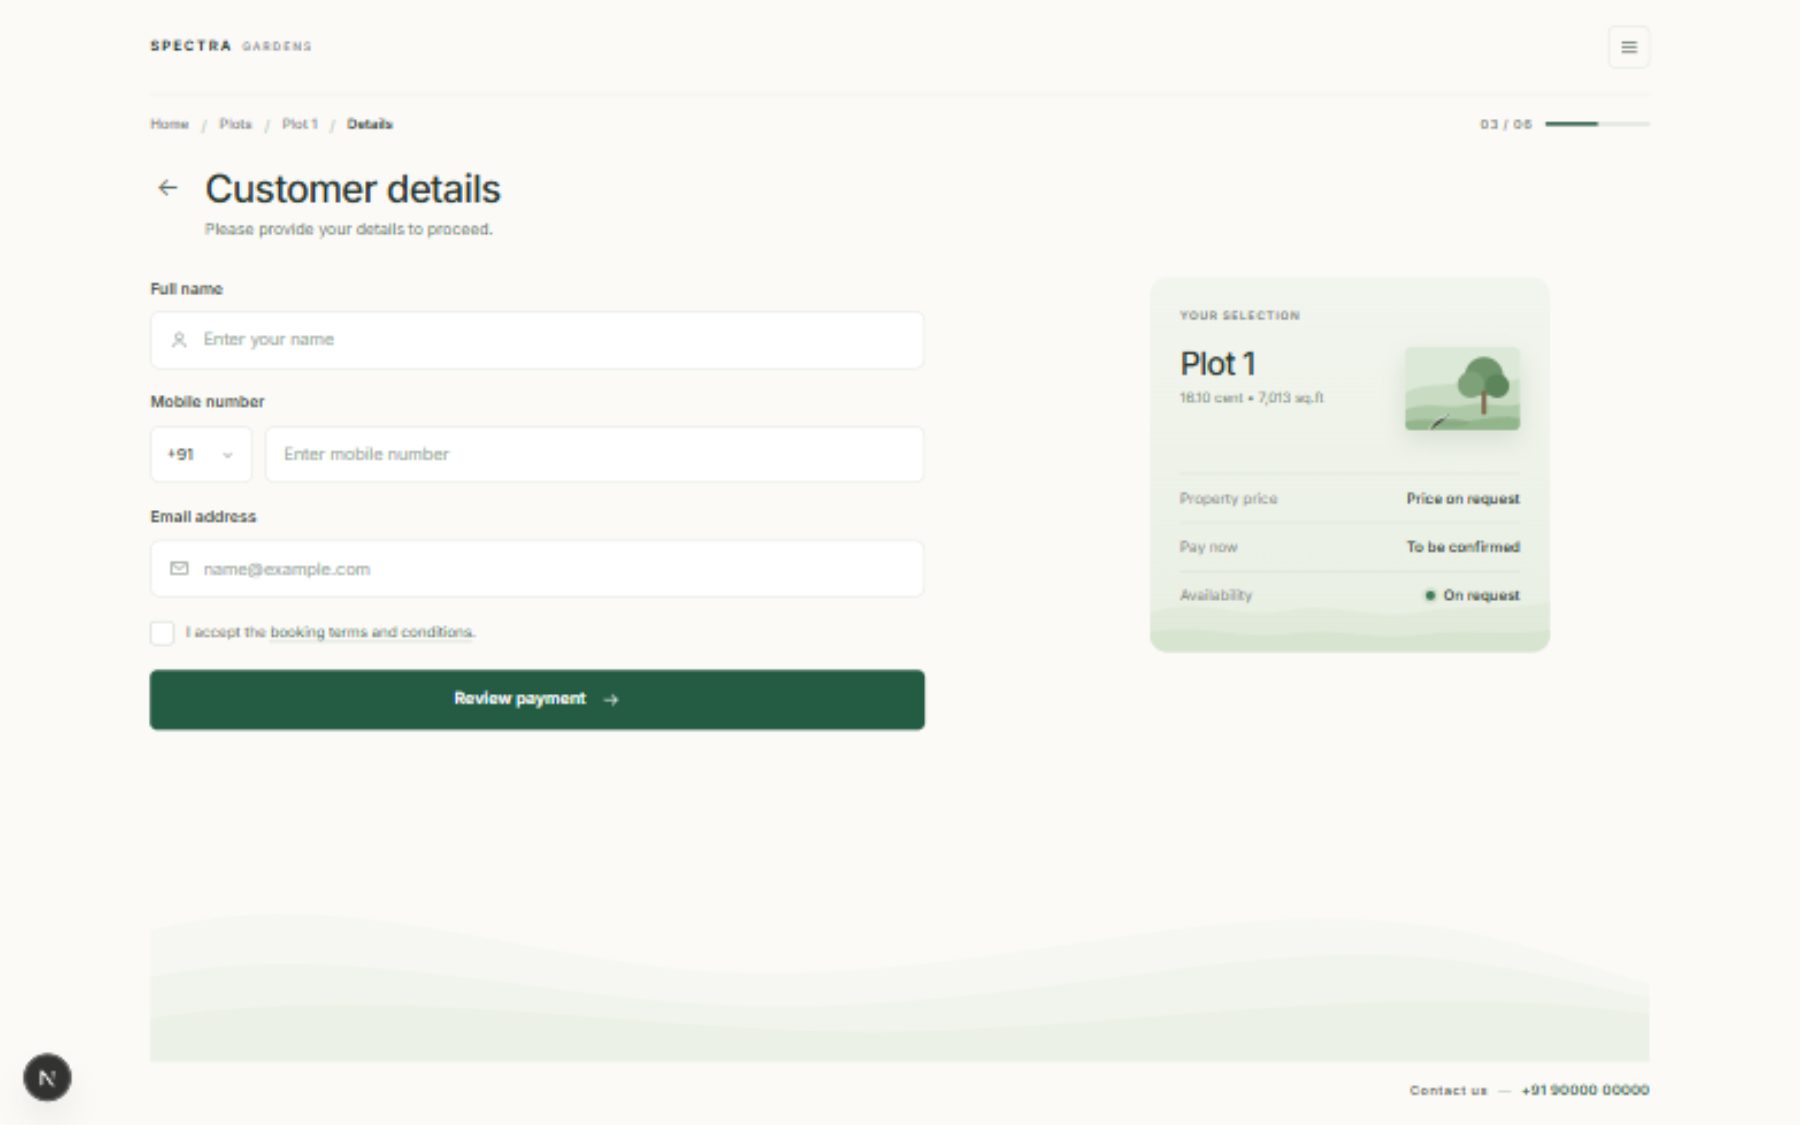 SPECTRA GARDENS
Home / Plots / Plot 1 / Details
03 / 06
Customer details
Please provide your details to proceed.
Full name
Enter your name
Mobile number
+91
Enter mobile number
Email address
name@example.com
I accept the booking terms and conditions.
Review payment →
YOUR SELECTION
Plot 1
16.10 cent • 7,013 sq.ft
Property price Price on request
Pay now To be confirmed
Availability On request
N
Contact us — +91 90000 00000